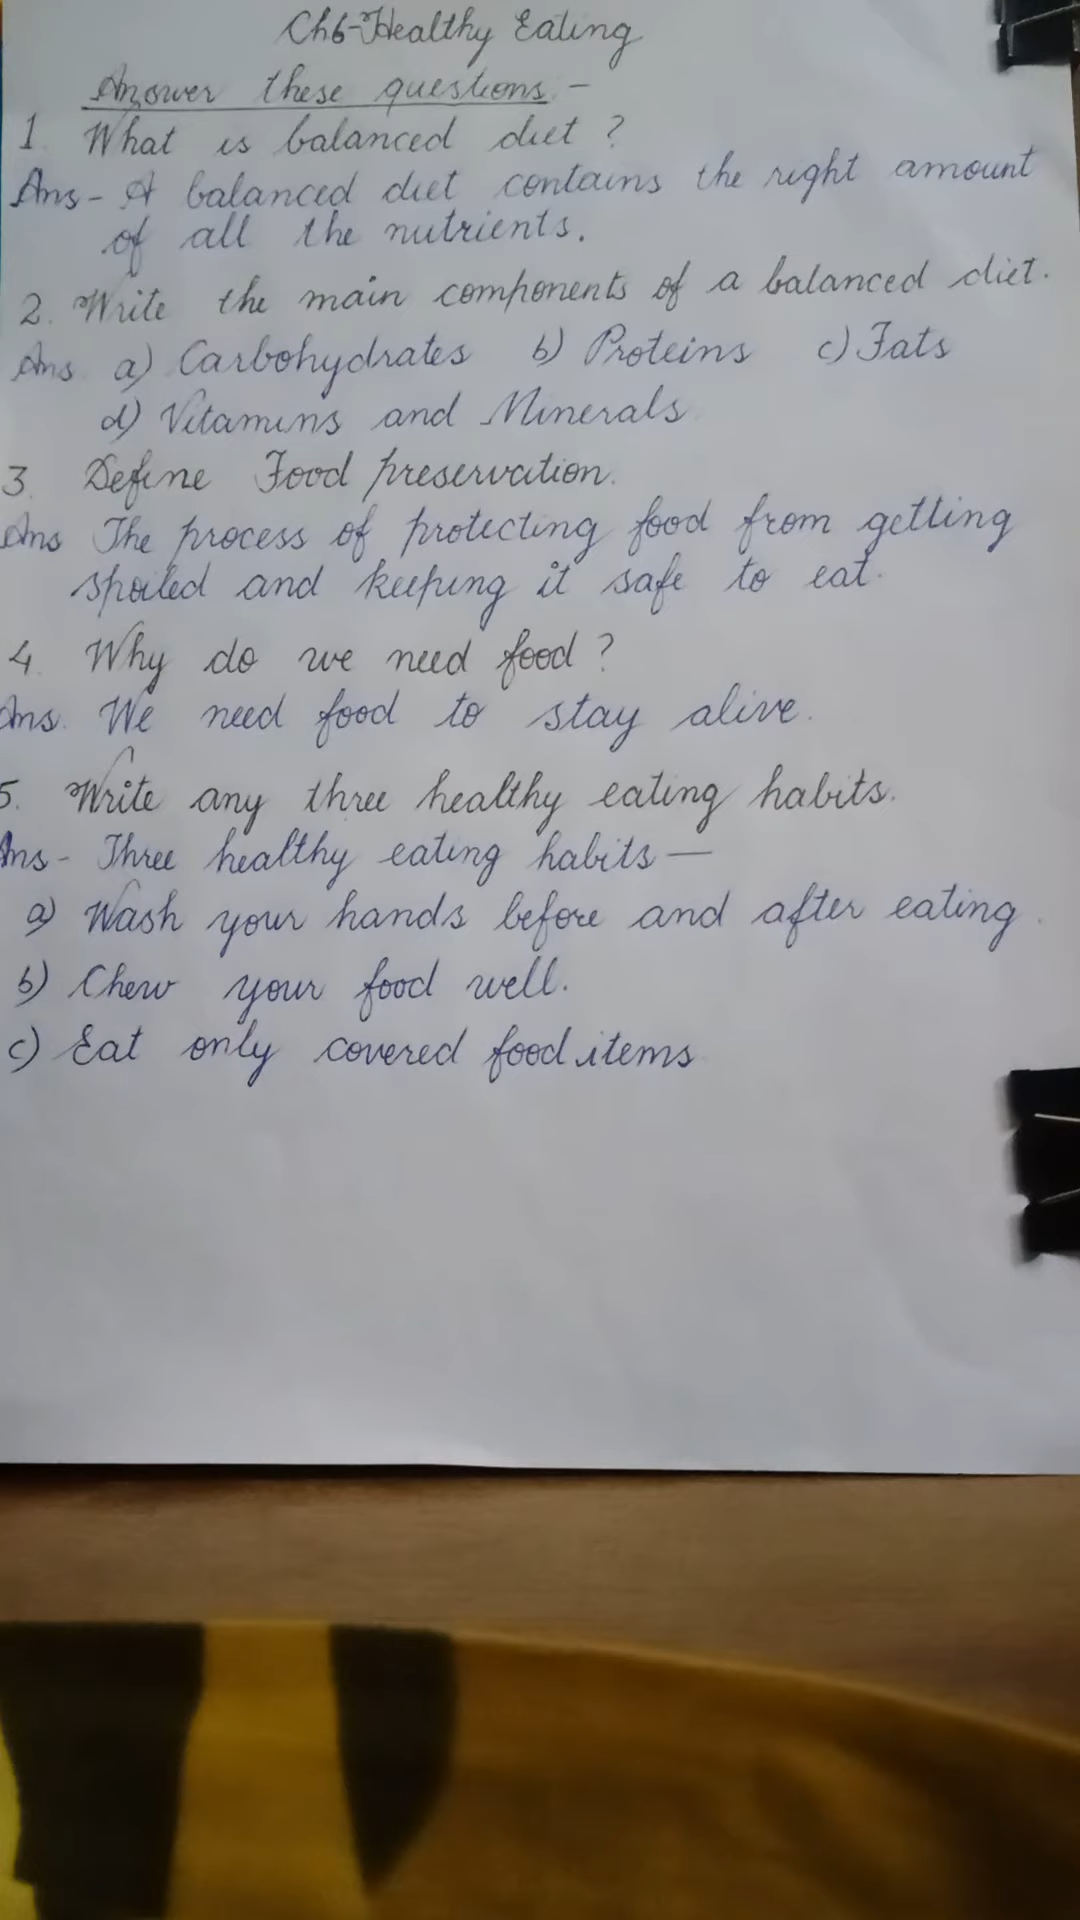 Ch6-Healthy Eating
Answer these questions.-
1. What is balanced diet ?
Ans- A balanced diet contains the right amount
of all the nutrients.
2. Write the main components of a balanced diet.
Ans a) Carbohydrates b) Proteins c) Fats
d) Vitamins and Minerals
3. Define Food preservation.
Ans The process of protecting food from getting
spoiled and keeping it safe to eat.
4. Why do we need food ?
Ans. We need food to stay alive.
5. Write any three healthy eating habits.
Ans- Three healthy eating habits—
a) Wash your hands before and after eating.
b) Chew your food well.
c) Eat only covered food items